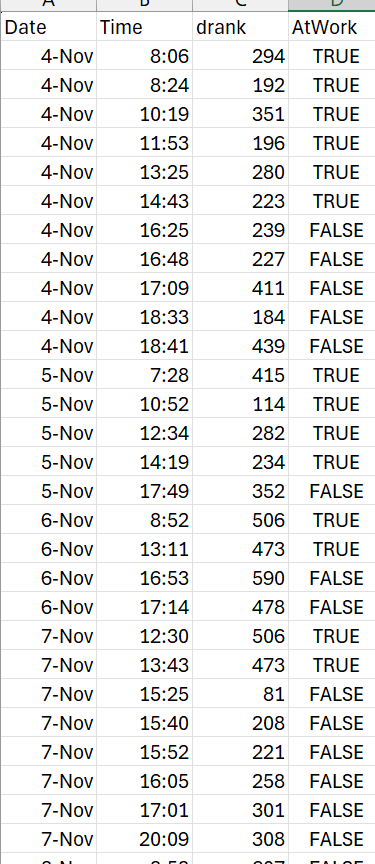 A B C D
Date Time drank AtWork
4-Nov 8:06 294 TRUE
4-Nov 8:24 192 TRUE
4-Nov 10:19 351 TRUE
4-Nov 11:53 196 TRUE
4-Nov 13:25 280 TRUE
4-Nov 14:43 223 TRUE
4-Nov 16:25 239 FALSE
4-Nov 16:48 227 FALSE
4-Nov 17:09 411 FALSE
4-Nov 18:33 184 FALSE
4-Nov 18:41 439 FALSE
5-Nov 7:28 415 TRUE
5-Nov 10:52 114 TRUE
5-Nov 12:34 282 TRUE
5-Nov 14:19 234 TRUE
5-Nov 17:49 352 FALSE
6-Nov 8:52 506 TRUE
6-Nov 13:11 473 TRUE
6-Nov 16:53 590 FALSE
6-Nov 17:14 478 FALSE
7-Nov 12:30 506 TRUE
7-Nov 13:43 473 TRUE
7-Nov 15:25 81 FALSE
7-Nov 15:40 208 FALSE
7-Nov 15:52 221 FALSE
7-Nov 16:05 258 FALSE
7-Nov 17:01 301 FALSE
7-Nov 20:09 308 FALSE